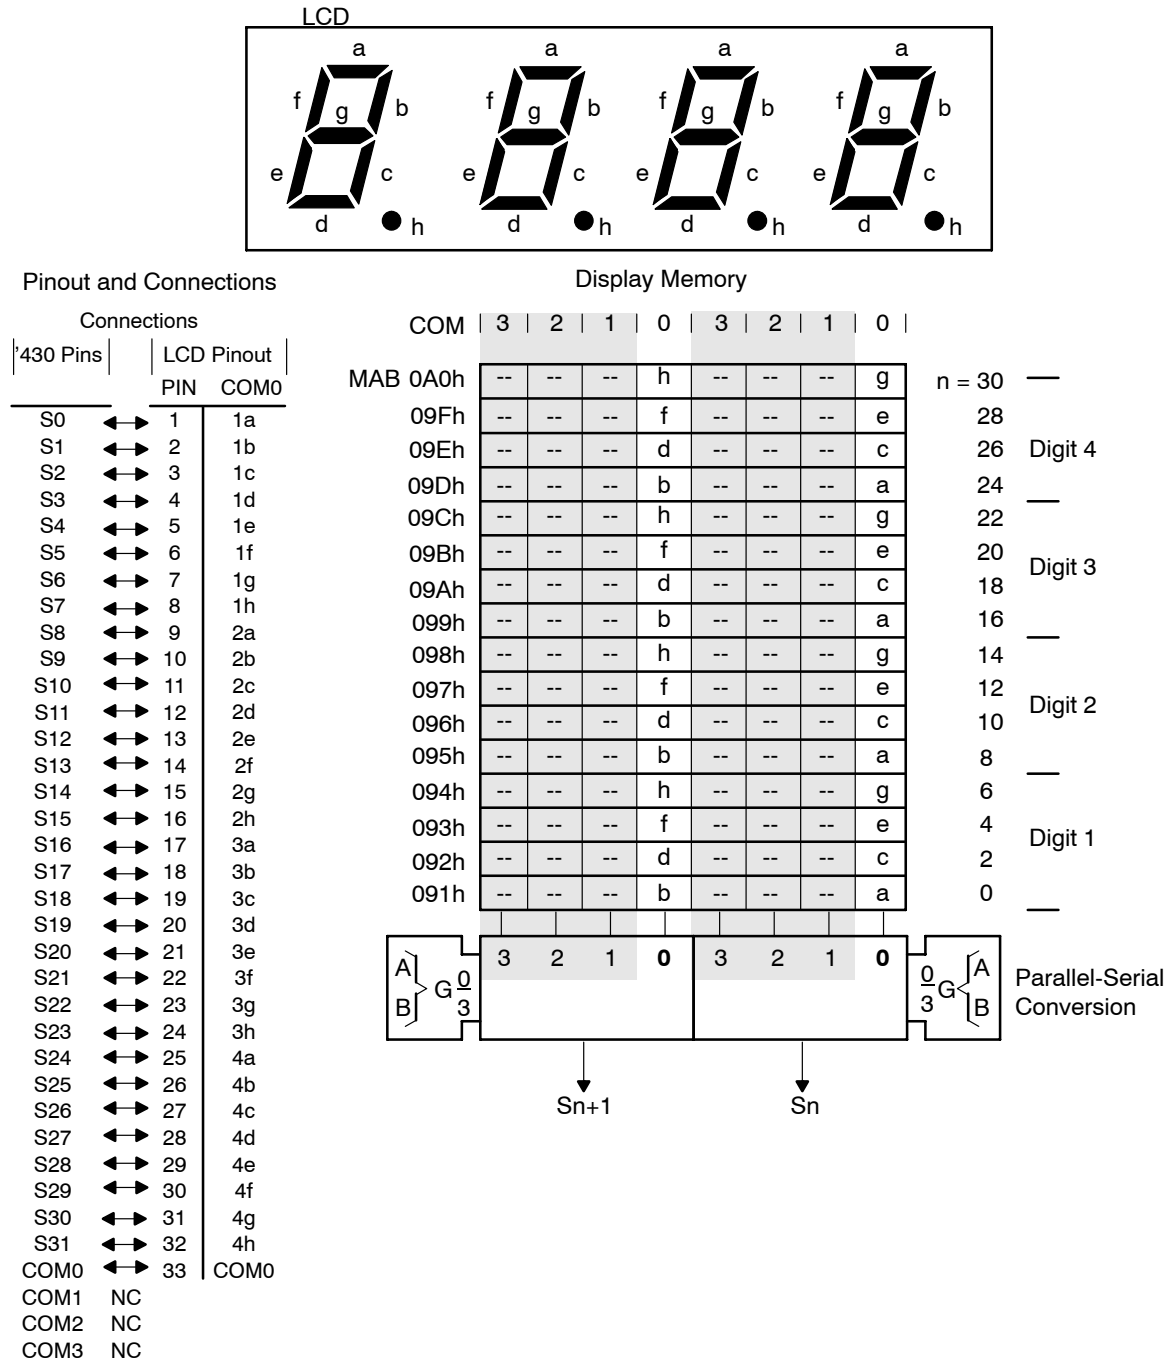 LCD
a a a a
f g b f g b f g b f g b
e c e c e c e c
d h d h d h d h
Pinout and Connections
Connections
'430 Pins LCD Pinout
PIN COM0
S0 1 1a
S1 2 1b
S2 3 1c
S3 4 1d
S4 5 1e
S5 6 1f
S6 7 1g
S7 8 1h
S8 9 2a
S9 10 2b
S10 11 2c
S11 12 2d
S12 13 2e
S13 14 2f
S14 15 2g
S15 16 2h
S16 17 3a
S17 18 3b
S18 19 3c
S19 20 3d
S20 21 3e
S21 22 3f
S22 23 3g
S23 24 3h
S24 25 4a
S25 26 4b
S26 27 4c
S27 28 4d
S28 29 4e
S29 30 4f
S30 31 4g
S31 32 4h
COM0 33 COM0
COM1 NC
COM2 NC
COM3 NC
Display Memory
COM 3 2 1 0 3 2 1 0
MAB 0A0h -- -- -- h -- -- -- g n = 30
09Fh -- -- -- f -- -- -- e 28
09Eh -- -- -- d -- -- -- c 26 Digit 4
09Dh -- -- -- b -- -- -- a 24
09Ch -- -- -- h -- -- -- g 22
09Bh -- -- -- f -- -- -- e 20 Digit 3
09Ah -- -- -- d -- -- -- c 18
099h -- -- -- b -- -- -- a 16
098h -- -- -- h -- -- -- g 14
097h -- -- -- f -- -- -- e 12 Digit 2
096h -- -- -- d -- -- -- c 10
095h -- -- -- b -- -- -- a 8
094h -- -- -- h -- -- -- g 6
093h -- -- -- f -- -- -- e 4 Digit 1
092h -- -- -- d -- -- -- c 2
091h -- -- -- b -- -- -- a 0
A 0 3 2 1 0 3 2 1 0 0 A
B G 3 3 G B
Parallel-Serial
Conversion
Sn+1 Sn